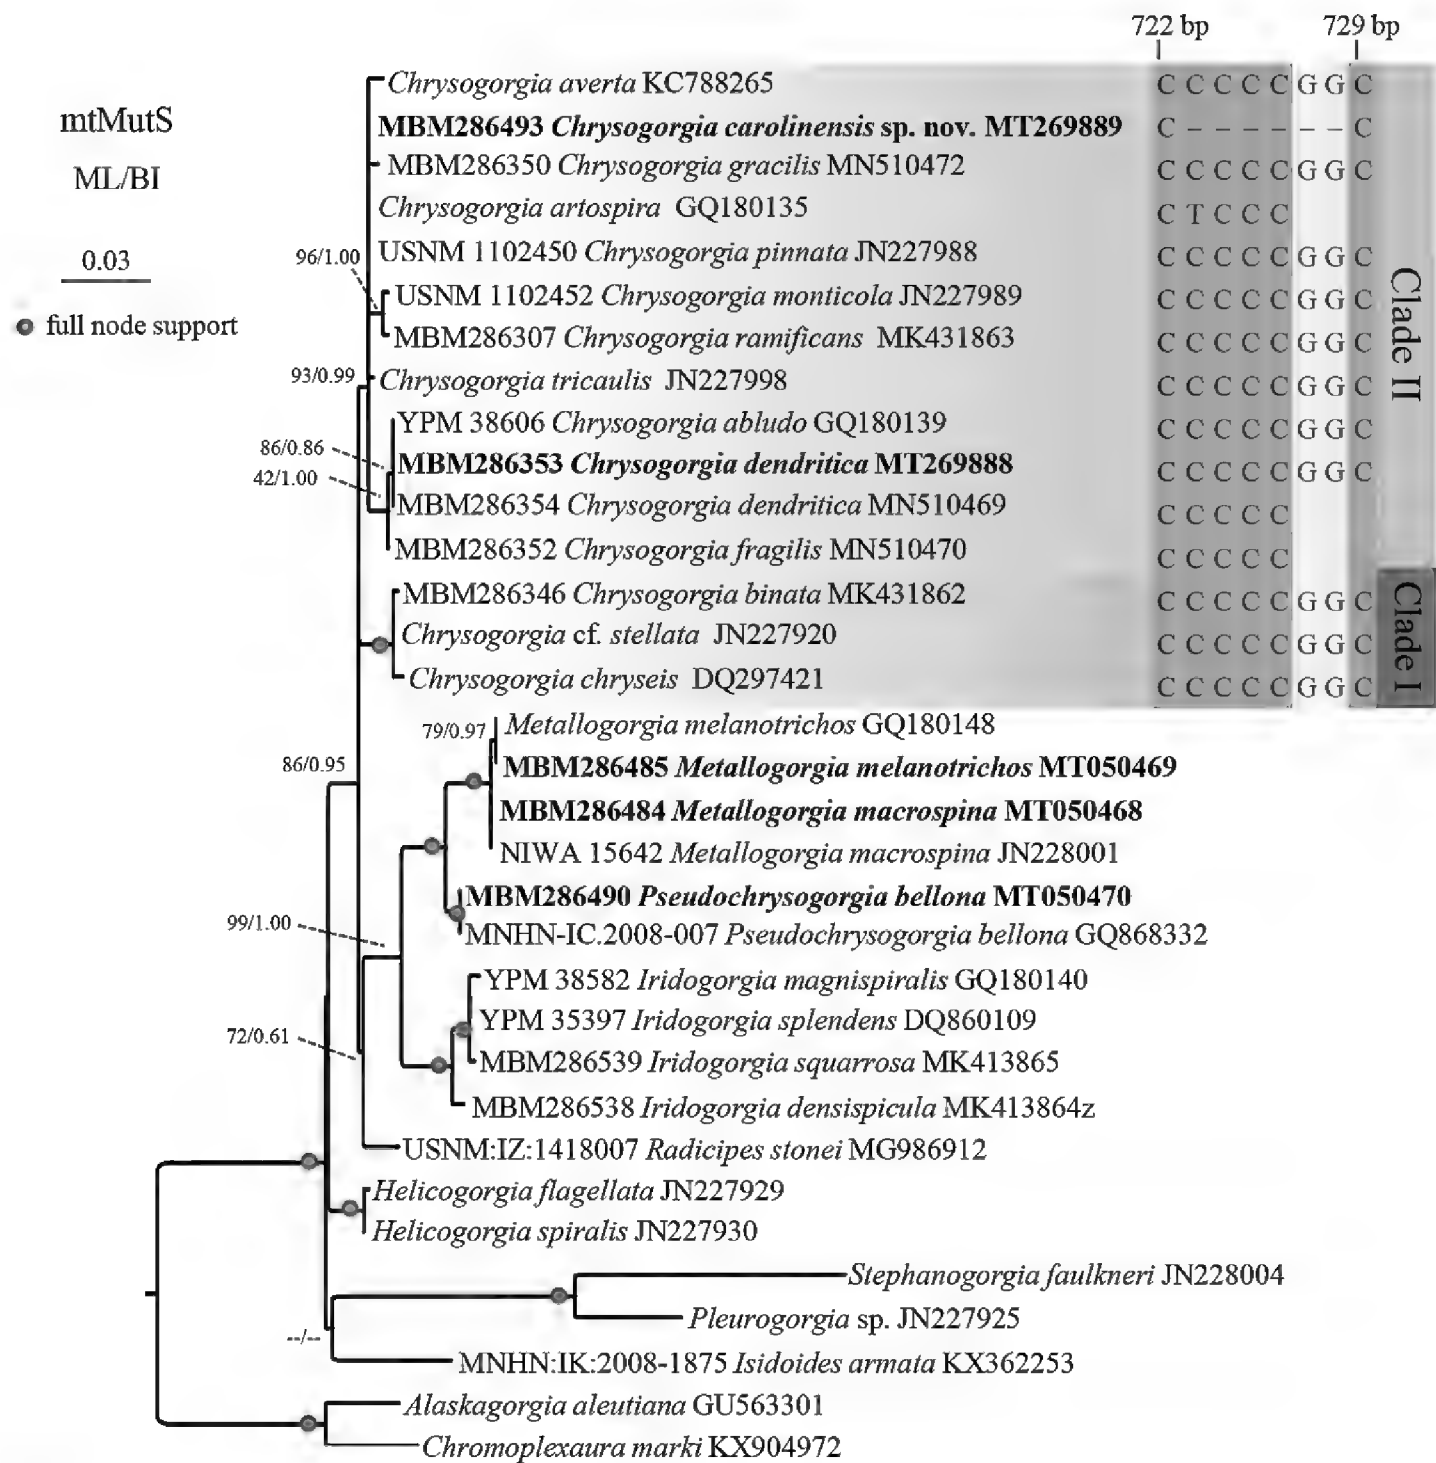 722 bp 729 bp
mtMutS
ML/BI
0.03
full node support
Chrysogorgia averta KC788265 C C C C C G G C
MBM286493 Chrysogorgia carolinensis sp. nov. MT269889 C – – – – – – C
MBM286350 Chrysogorgia gracilis MN510472 C C C C C G G C
Chrysogorgia artospira GQ180135 C T C C C
96/1.00
USNM 1102450 Chrysogorgia pinnata JN227988 C C C C C G G C
USNM 1102452 Chrysogorgia monticola JN227989 C C C C C G G C
MBM286307 Chrysogorgia ramificans MK431863 C C C C C G G C
93/0.99
Chrysogorgia tricaulis JN227998 C C C C C G G C
YPM 38606 Chrysogorgia abludo GQ180139 C C C C C G G C
86/0.86
MBM286353 Chrysogorgia dendritica MT269888 C C C C C G G C
42/1.00
MBM286354 Chrysogorgia dendritica MN510469 C C C C C
MBM286352 Chrysogorgia fragilis MN510470 C C C C C
Clade II
MBM286346 Chrysogorgia binata MK431862 C C C C C G G C
Chrysogorgia cf. stellata JN227920 C C C C C G G C
Chrysogorgia chryseis DQ297421 C C C C C G G C
Clade I
79/0.97
Metallogorgia melanotrichos GQ180148
86/0.95
MBM286485 Metallogorgia melanotrichos MT050469
MBM286484 Metallogorgia macrospina MT050468
NIWA 15642 Metallogorgia macrospina JN228001
MBM286490 Pseudochrysogorgia bellona MT050470
99/1.00
MNHN-IC.2008-007 Pseudochrysogorgia bellona GQ868332
YPM 38582 Iridogorgia magnispiralis GQ180140
YPM 35397 Iridogorgia splendens DQ860109
72/0.61
MBM286539 Iridogorgia squarrosa MK413865
MBM286538 Iridogorgia densispicula MK413864z
USNM:IZ:1418007 Radicipes stonei MG986912
Helicogorgia flagellata JN227929
Helicogorgia spiralis JN227930
Stephanogorgia faulkneri JN228004
Pleurogorgia sp. JN227925
--/--
MNHN:IK:2008-1875 Isidoides armata KX362253
Alaskagorgia aleutiana GU563301
Chromoplexaura marki KX904972